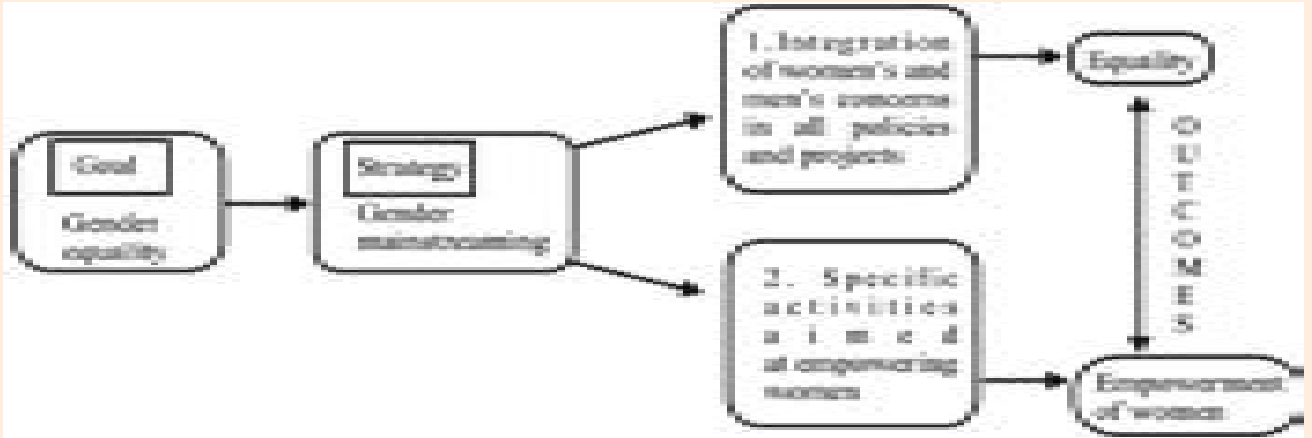 Goal
Gender
equality
Strategy
Gender
mainstreaming
1. Integration
of women's and
men's concerns
in all policies
and projects
2. Specific
activities
aimed
at empowering
women
Equality
OUTCOMES
Empowerment
of women